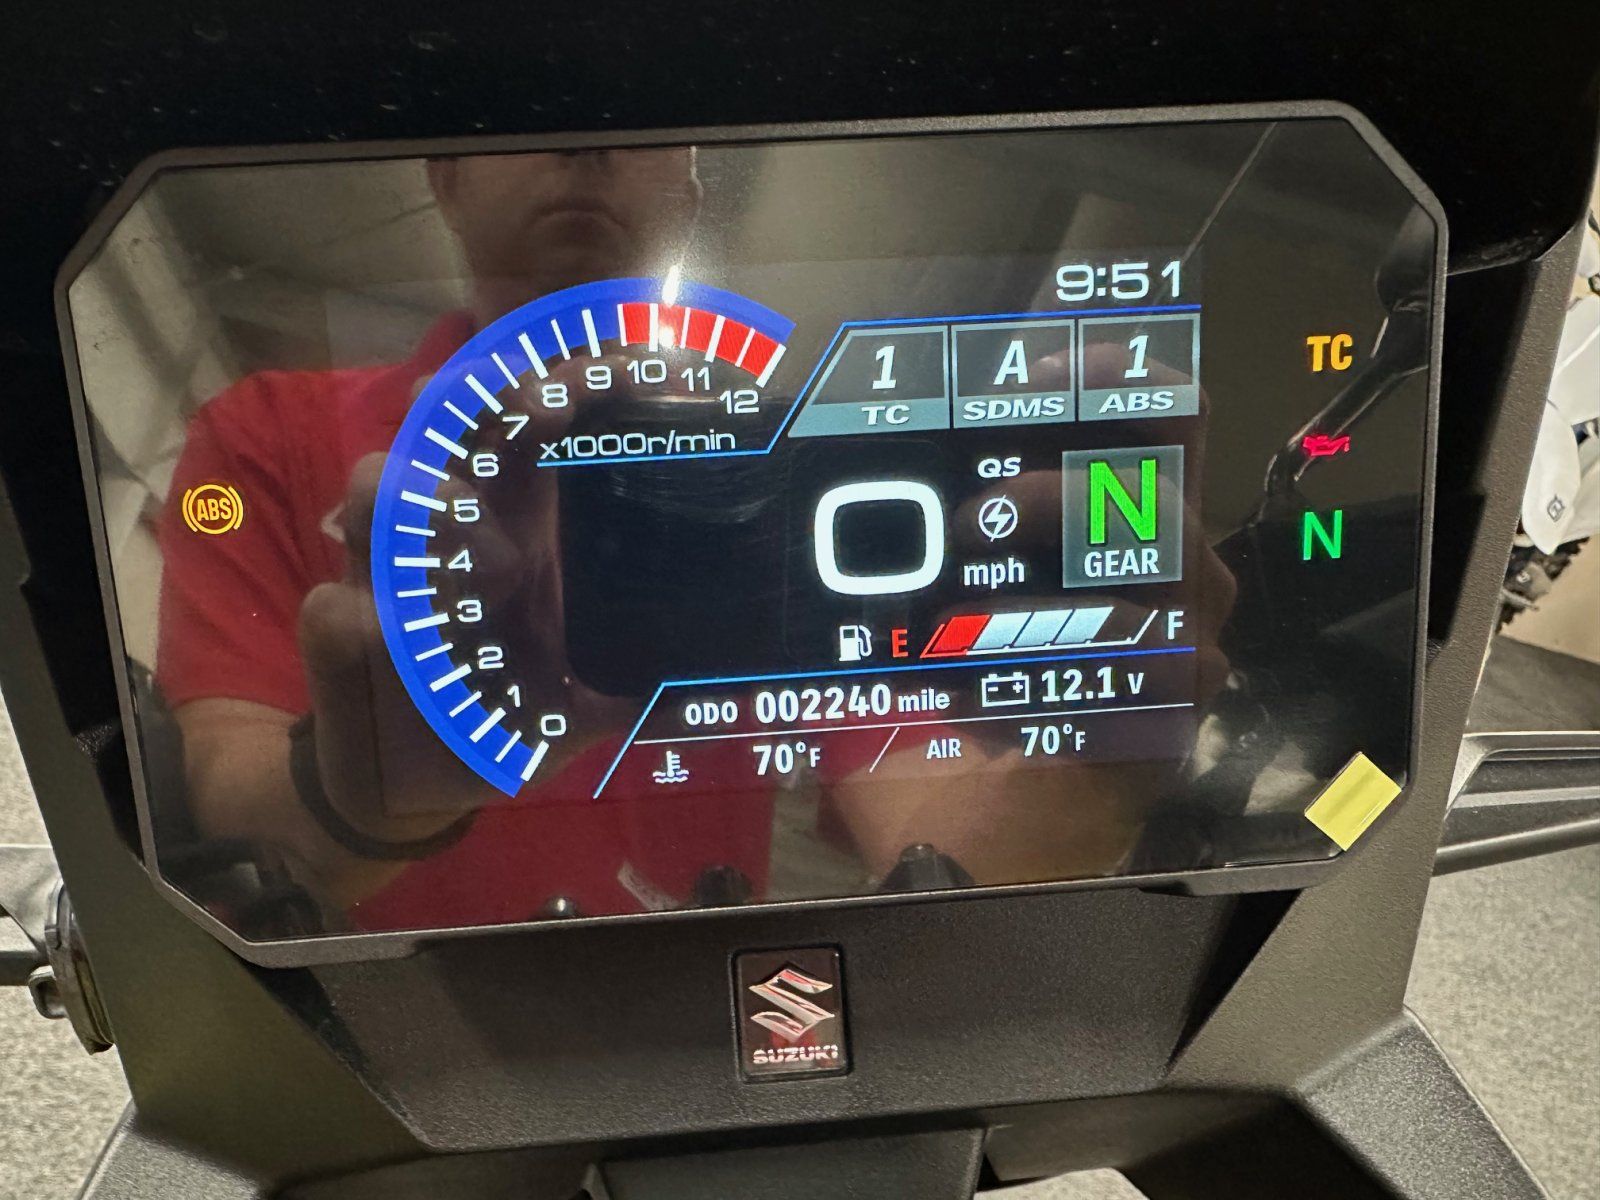 9:51
1 A 1
TC SDMS ABS
TC
12
11
10
9
8
7
6
5
4
3
2
1
0
x1000r/min
ABS
0
QS
mph
N
GEAR
N
E F
ODO 002240 mile 12.1 V
70°F / AIR 70°F
SUZUKI